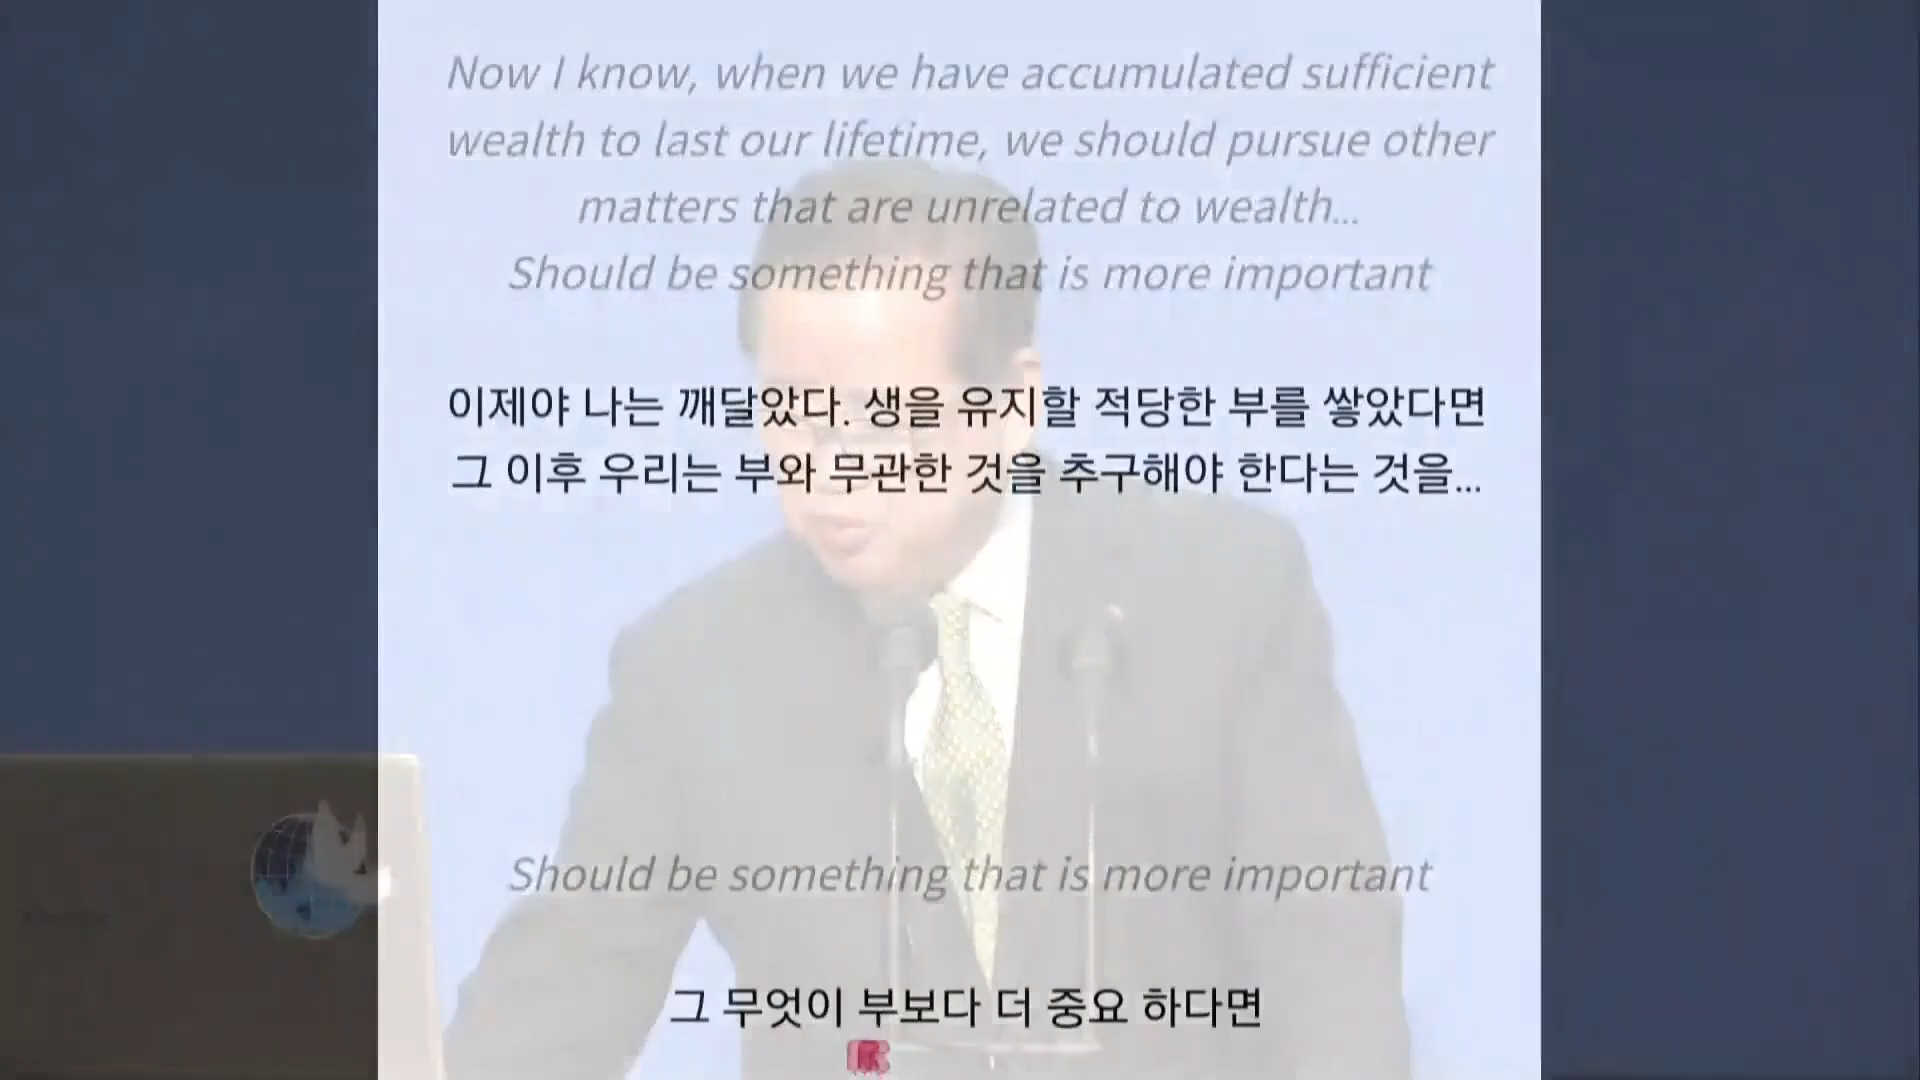 Now I know, when we have accumulated sufficient
wealth to last our lifetime, we should pursue other
matters that are unrelated to wealth...
Should be something that is more important
이제야 나는 깨달았다. 생을 유지할 적당한 부를 쌓았다면
그 이후 우리는 부와 무관한 것을 추구해야 한다는 것을...
Should be something that is more important
그 무엇이 부보다 더 중요 하다면